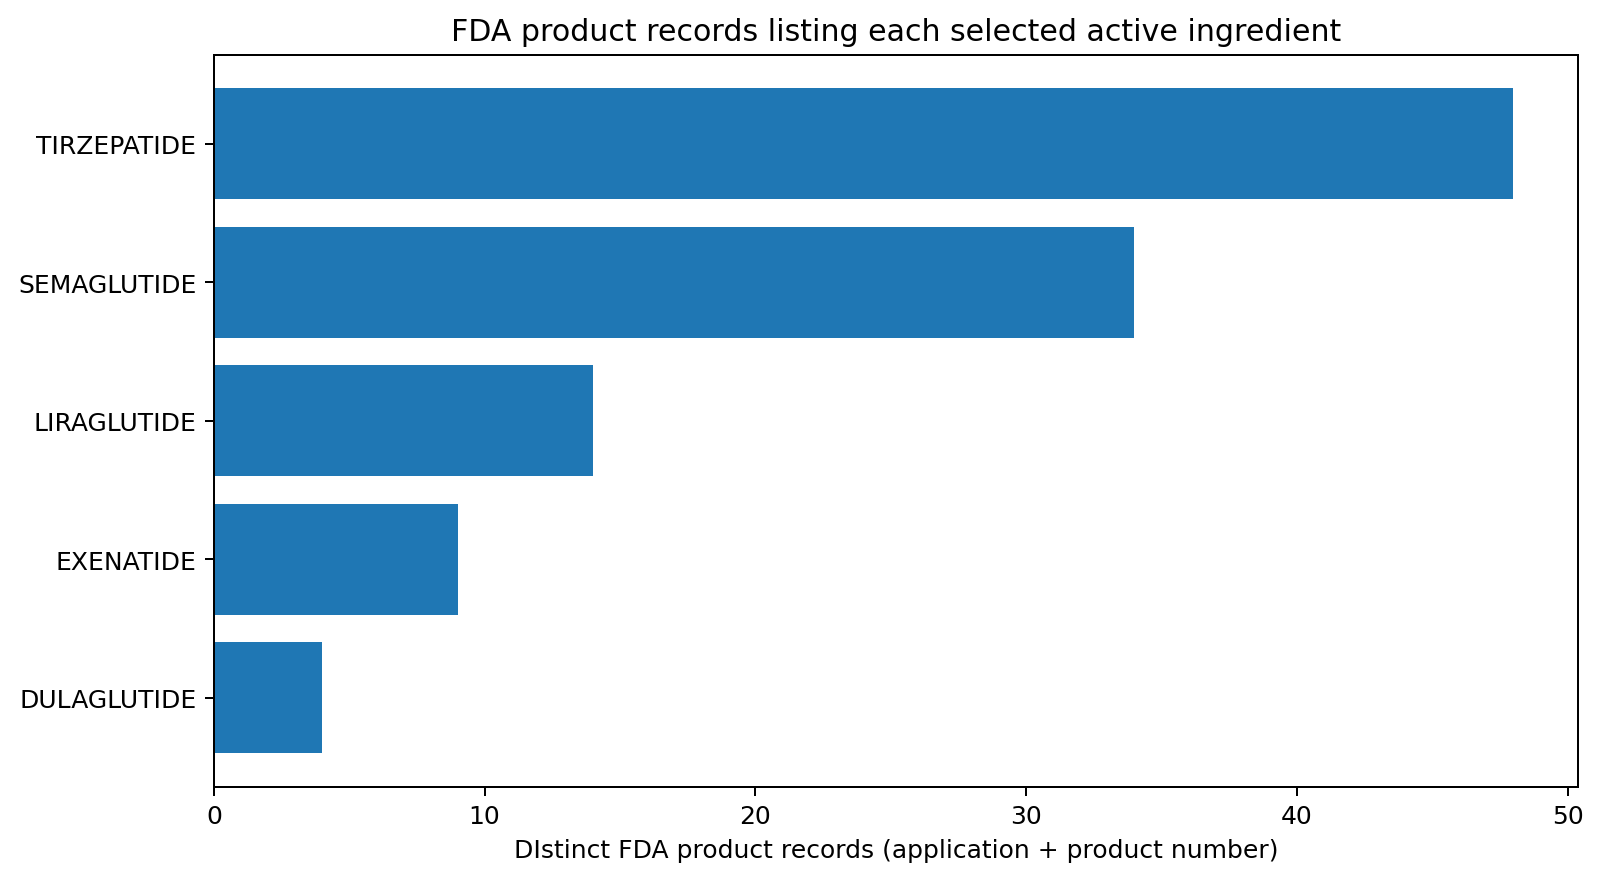 FDA product records listing each selected active ingredient
TIRZEPATIDE
SEMAGLUTIDE
LIRAGLUTIDE
EXENATIDE
DULAGLUTIDE
0 10 20 30 40 50
DIstinct FDA product records (application + product number)